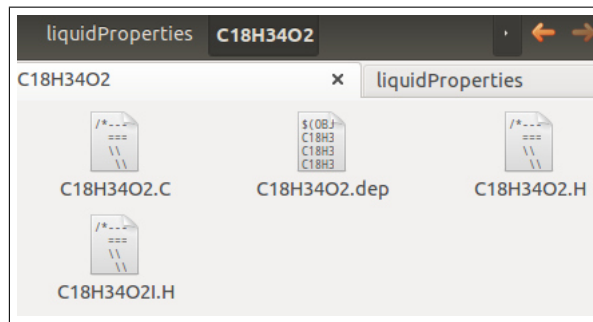 liquidProperties C18H34O2
C18H34O2 × liquidProperties
/*--- $(OBJ /*---
=== C18H3 ===
\\ C18H3 \\
\\ C18H3 \\
C18H34O2.C C18H34O2.dep C18H34O2.H
/*---
===
\\
\\
C18H34O2I.H